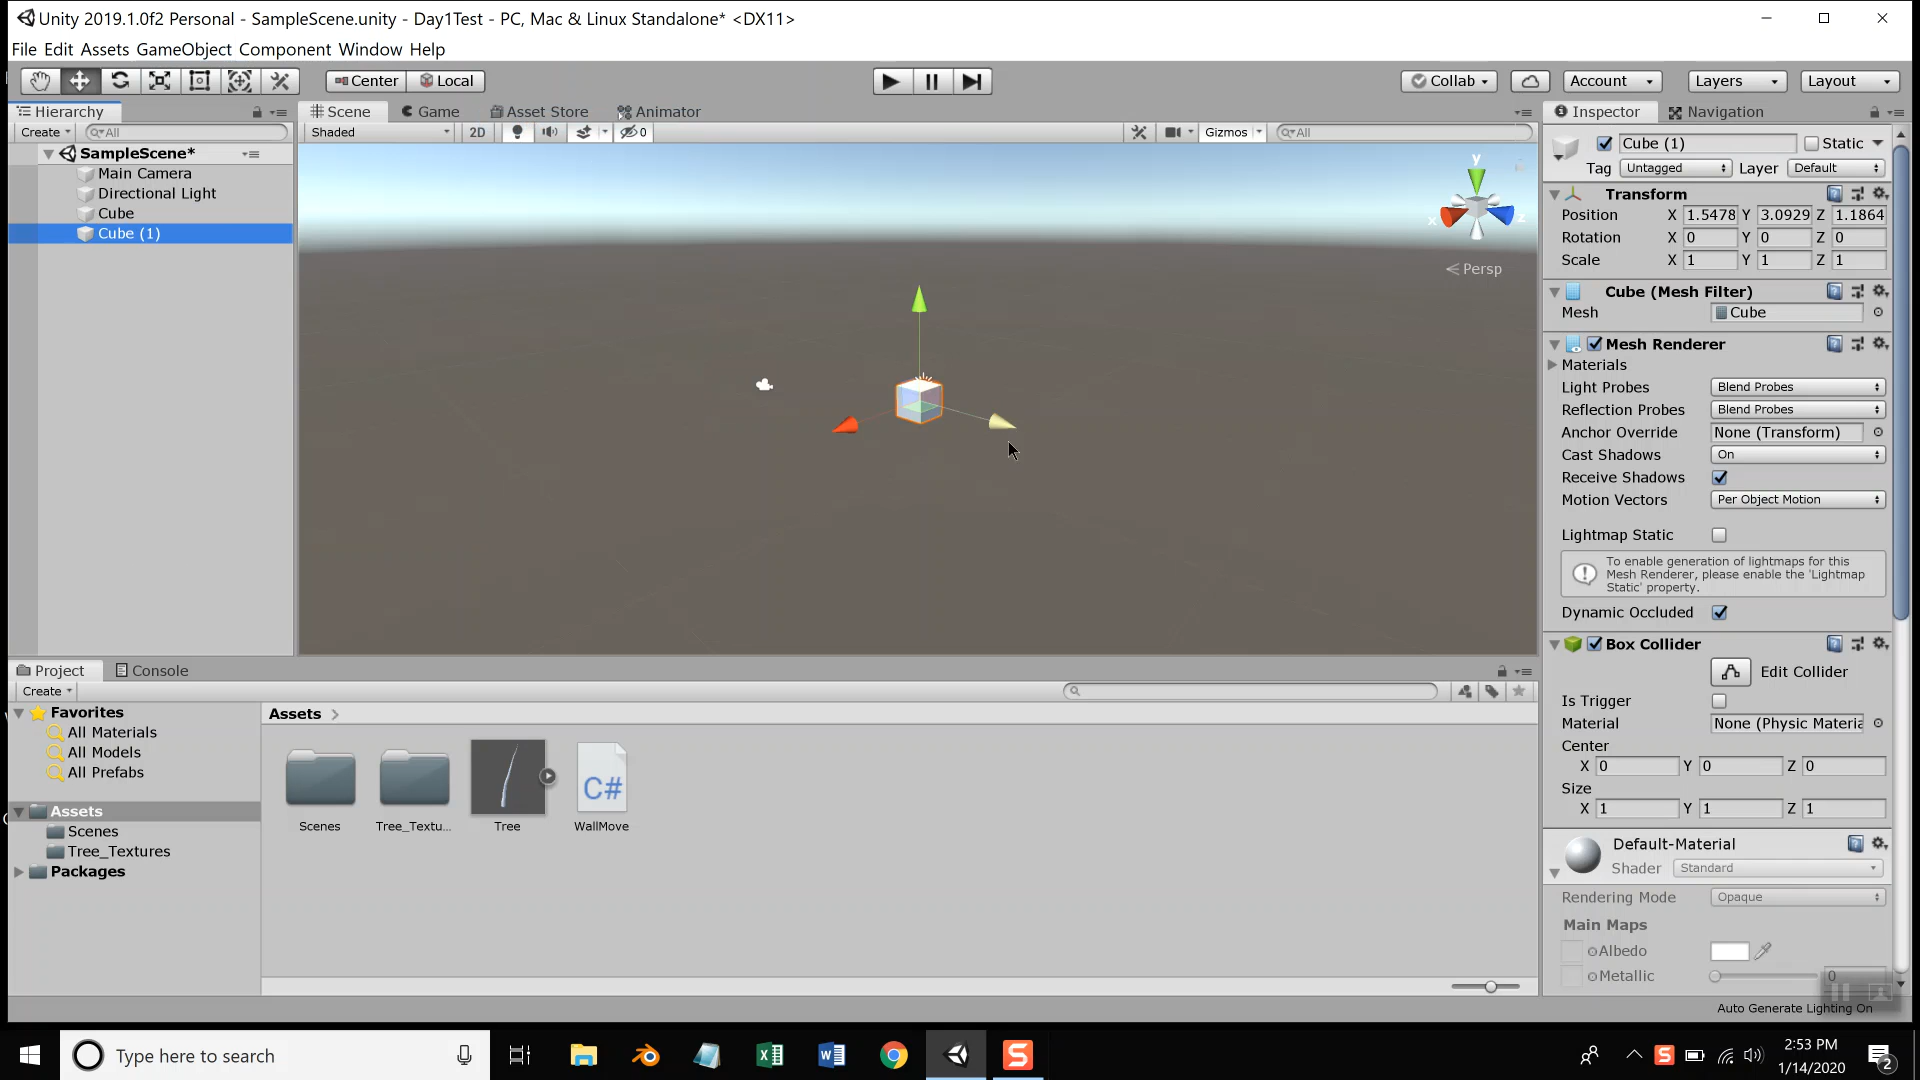 Unity 2019.1.0f2 Personal - SampleScene.unity - Day1Test - PC, Mac & Linux Standalone* <DX11>
File Edit Assets GameObject Component Window Help
Center Local Collab Account Layers Layout
Hierarchy Scene Game Asset Store Animator Inspector Navigation
Create All Shaded 2D 0 Gizmos All
SampleScene*
Main Camera
Directional Light
Cube
Cube (1)
y
x z
Persp
Cube (1) Static
Tag Untagged Layer Default
Transform
Position X 1.5478 Y 3.0929 Z 1.1864
Rotation X 0 Y 0 Z 0
Scale X 1 Y 1 Z 1
Cube (Mesh Filter)
Mesh Cube
Mesh Renderer
Materials
Light Probes Blend Probes
Reflection Probes Blend Probes
Anchor Override None (Transform)
Cast Shadows On
Receive Shadows
Motion Vectors Per Object Motion
Lightmap Static
To enable generation of lightmaps for this
Mesh Renderer, please enable the 'Lightmap
Static' property.
Dynamic Occluded
Box Collider
Edit Collider
Is Trigger
Material None (Physic Materia
Center
X 0 Y 0 Z 0
Size
X 1 Y 1 Z 1
Default-Material
Shader Standard
Rendering Mode Opaque
Main Maps
Albedo
Metallic 0
Auto Generate Lighting On
Project Console
Create
Favorites
All Materials
All Models
All Prefabs
Assets
Scenes
Tree_Textures
Packages
Assets
C#
Scenes Tree_Textu... Tree WallMove
Type here to search
2:53 PM
1/14/2020
2